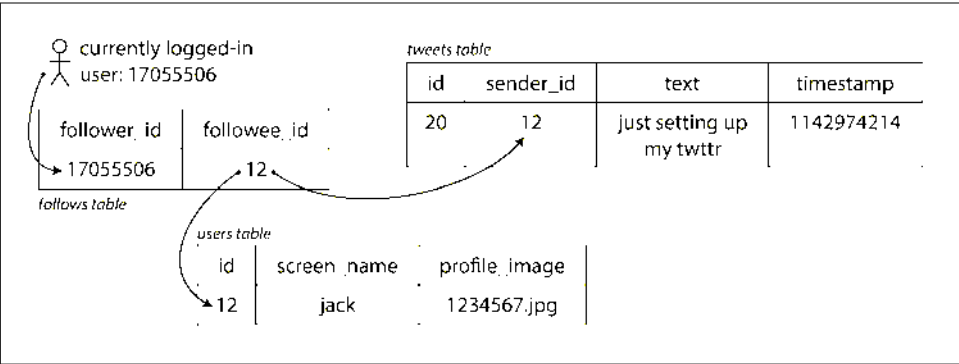 currently logged-in
user: 17055506
tweets table
id sender_id text timestamp
20 12 just setting up 1142974214
my twttr
follower_id followee_id
17055506 12
follows table
users table
id screen_name profile_image
12 jack 1234567.jpg